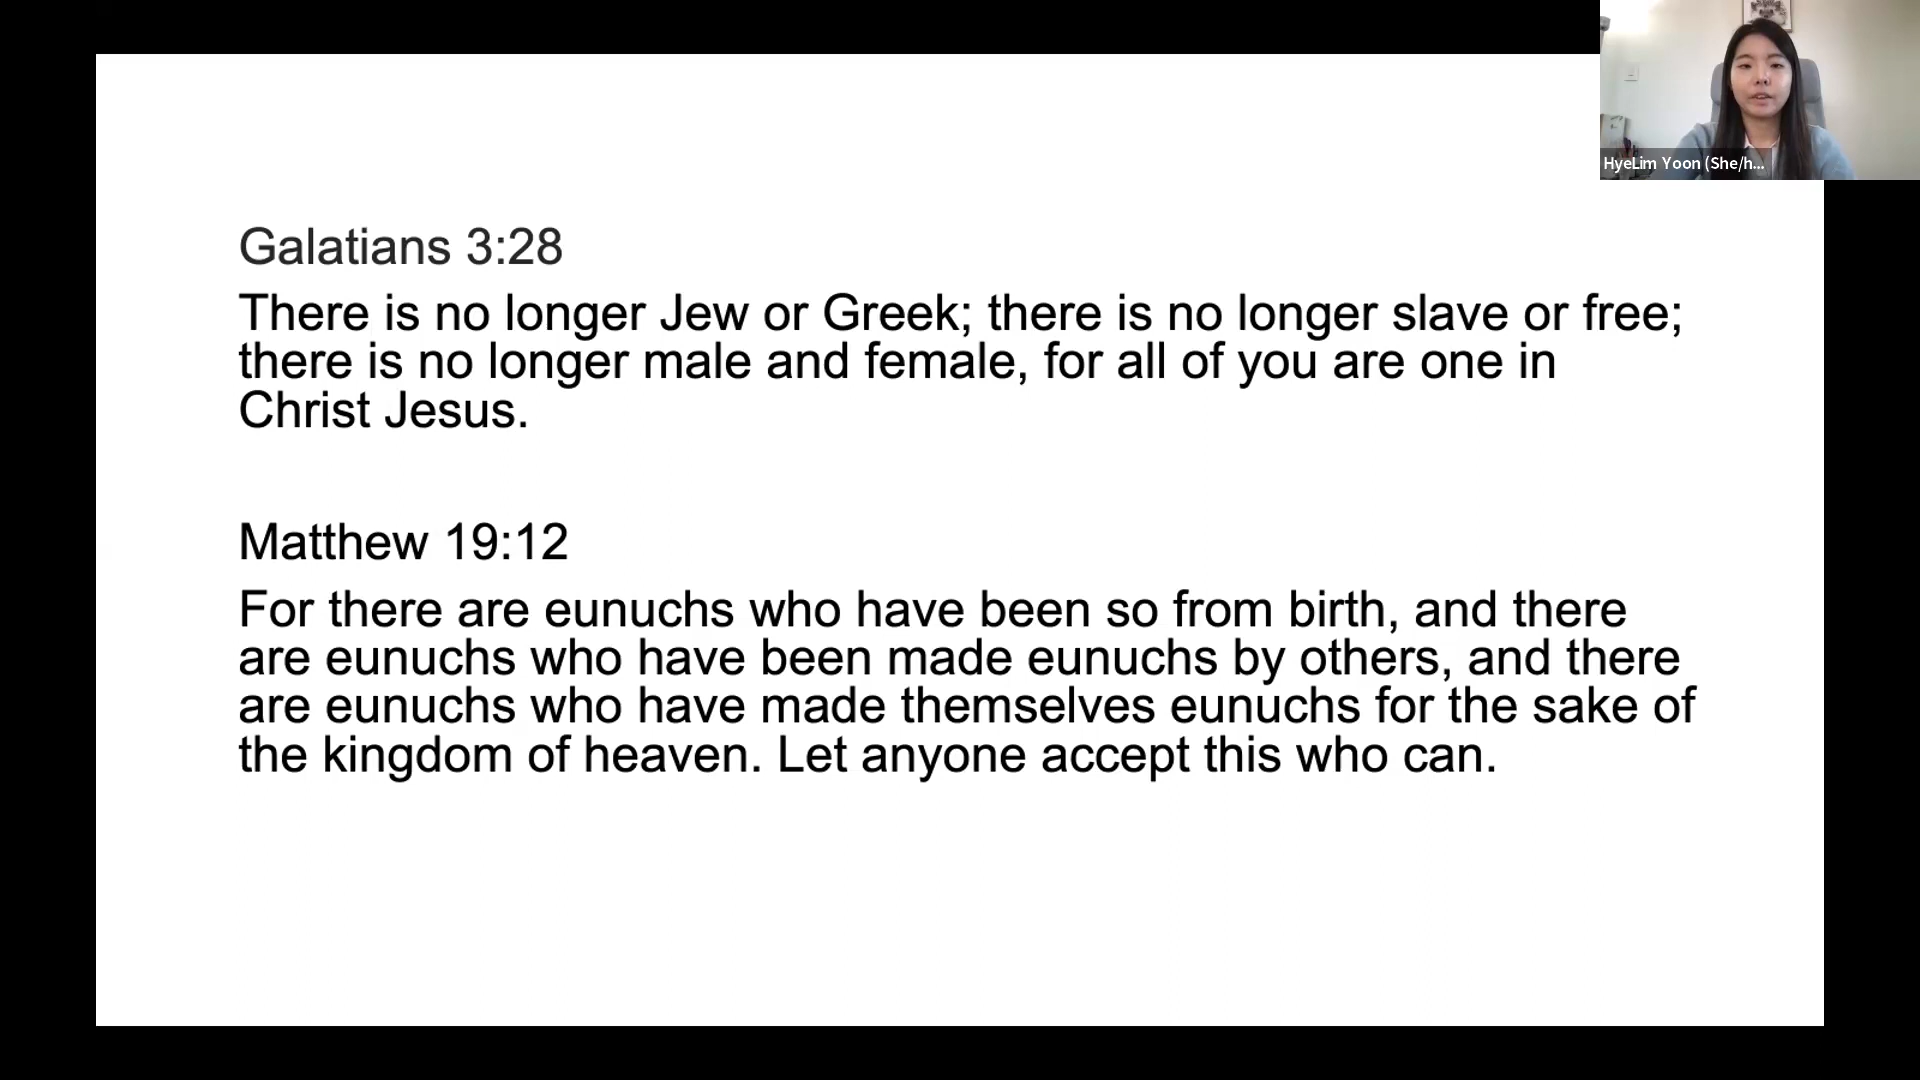 Galatians 3:28
There is no longer Jew or Greek; there is no longer slave or free;
there is no longer male and female, for all of you are one in
Christ Jesus.
Matthew 19:12
For there are eunuchs who have been so from birth, and there
are eunuchs who have been made eunuchs by others, and there
are eunuchs who have made themselves eunuchs for the sake of
the kingdom of heaven. Let anyone accept this who can.
HyeLim Yoon (She/h...